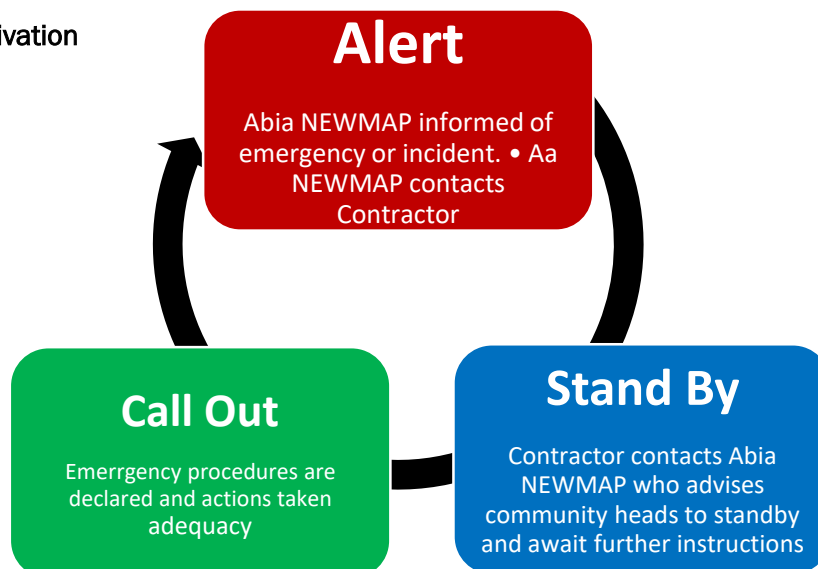 ivation
Alert
Abia NEWMAP informed of
emergency or incident. • Aa
NEWMAP contacts
Contractor
Stand By
Contractor contacts Abia
NEWMAP who advises
community heads to standby
and await further instructions
Call Out
Emerrgency procedures are
declared and actions taken
adequacy